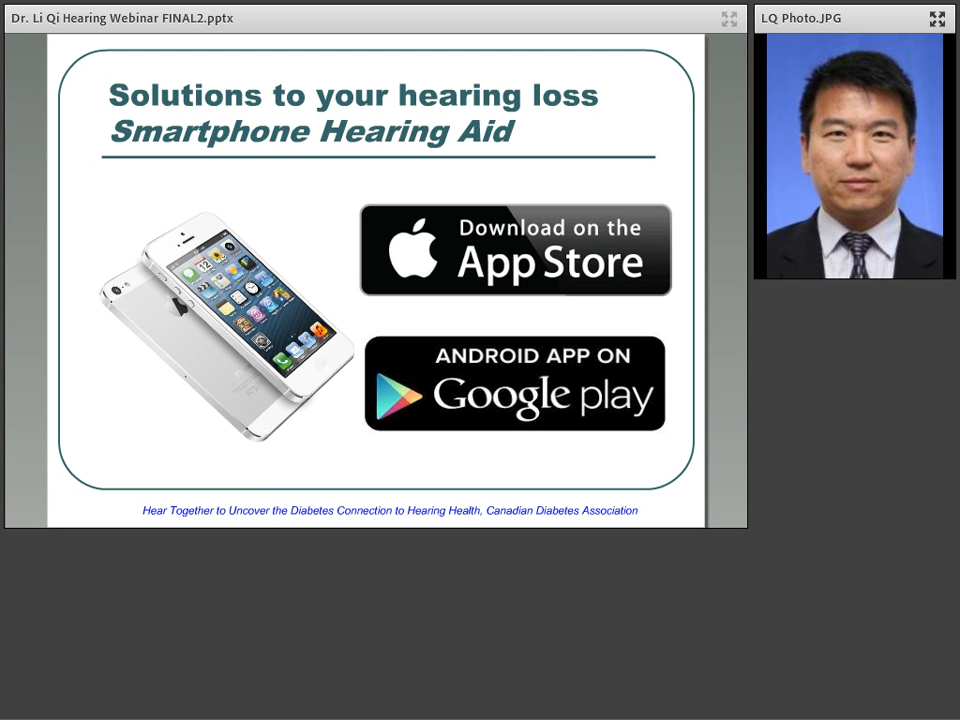 Dr. Li Qi Hearing Webinar FINAL2.pptx
LQ Photo.JPG
Solutions to your hearing loss
Smartphone Hearing Aid
Download on the
App Store
ANDROID APP ON
Google play
Hear Together to Uncover the Diabetes Connection to Hearing Health, Canadian Diabetes Association